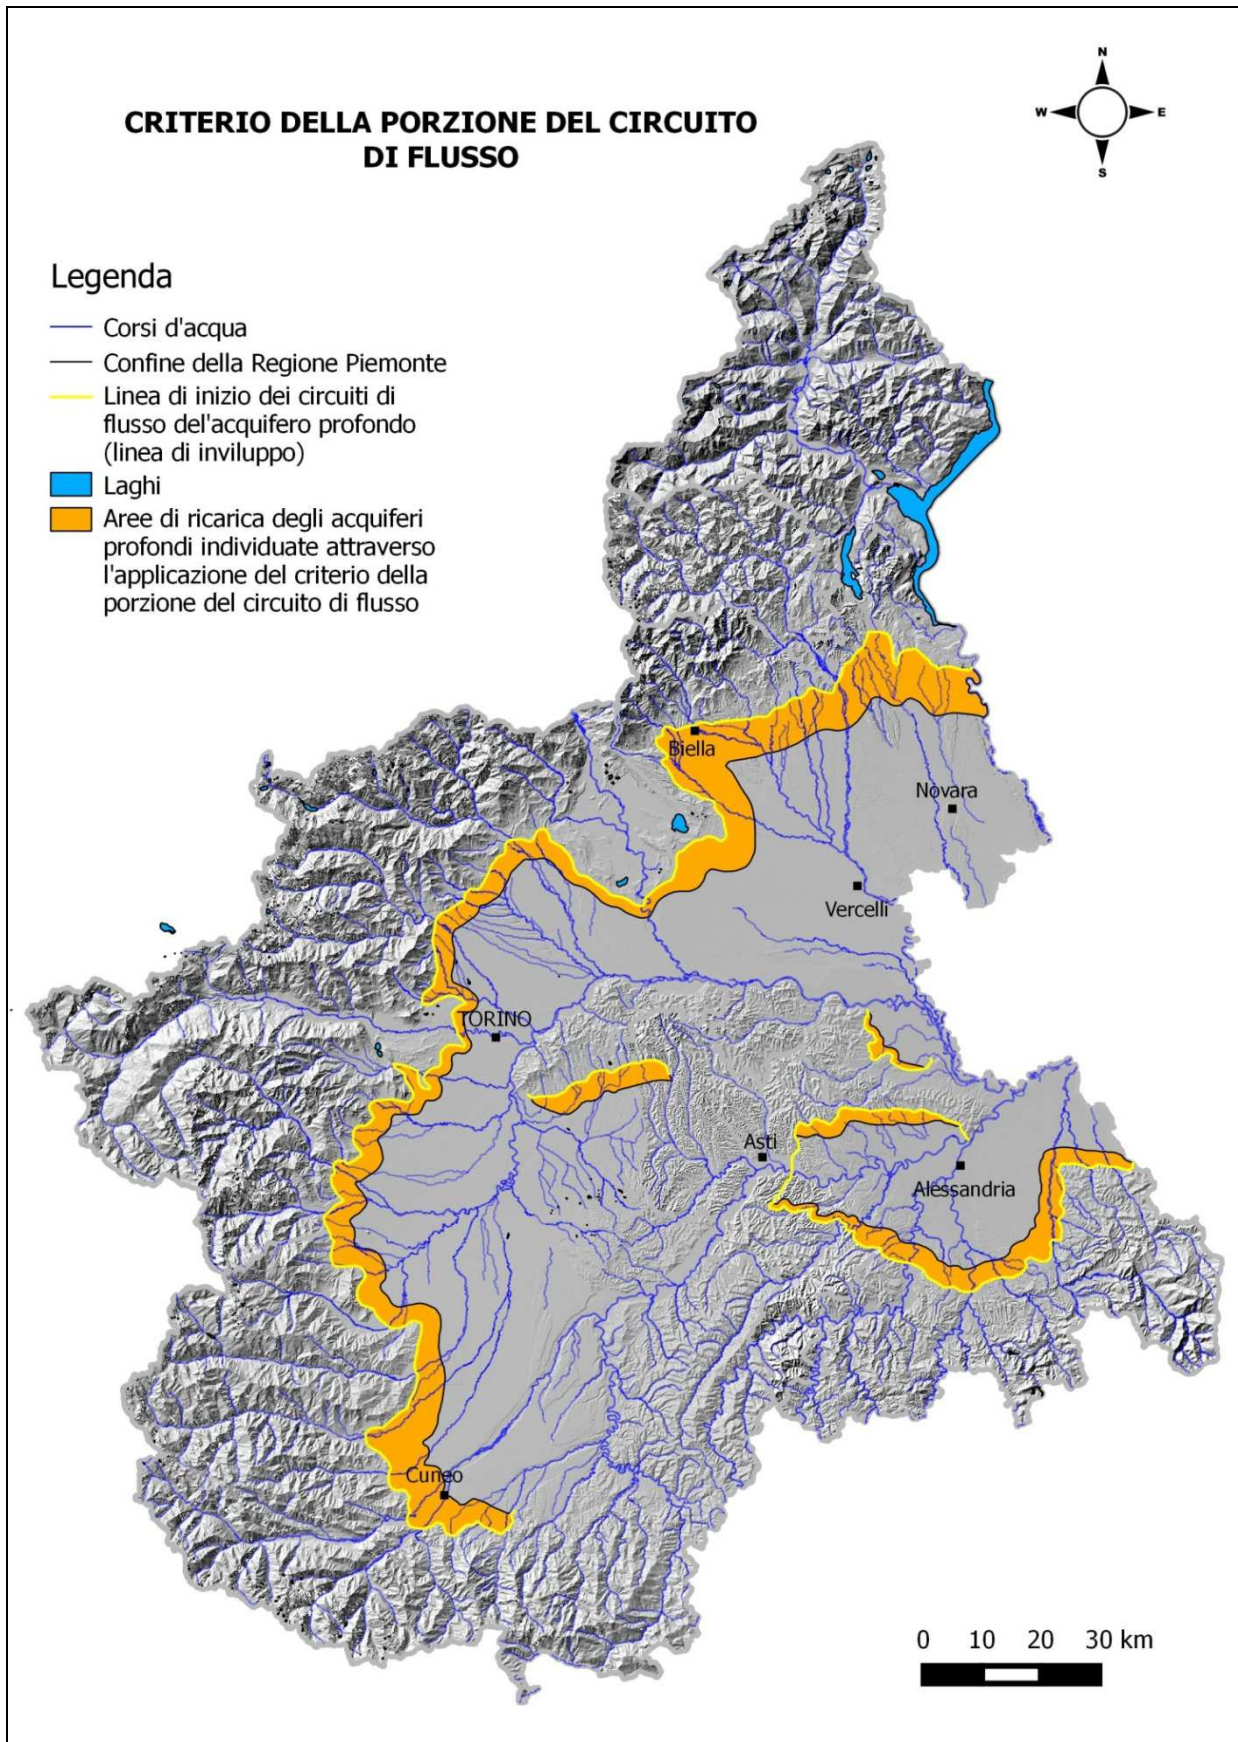 CRITERIO DELLA PORZIONE DEL CIRCUITO
DI FLUSSO
N
W
E
S
Legenda
Corsi d'acqua
Confine della Regione Piemonte
Linea di inizio dei circuiti di
flusso del'acquifero profondo
(linea di inviluppo)
Laghi
Aree di ricarica degli acquiferi
profondi individuate attraverso
l'applicazione del criterio della
porzione del circuito di flusso
Biella
Novara
Vercelli
TORINO
Asti
Alessandria
Cuneo
0 10 20 30 km